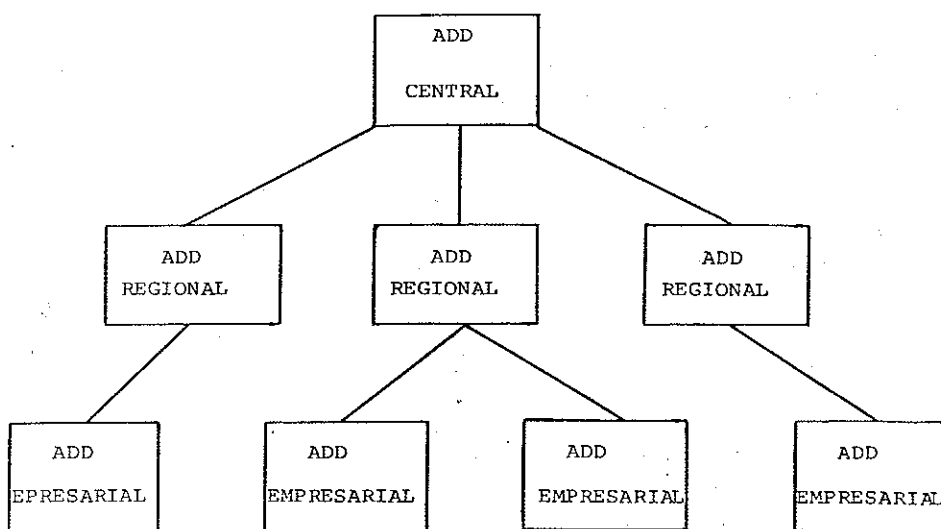 ADD
CENTRAL
ADD
REGIONAL
ADD
REGIONAL
ADD
REGIONAL
ADD
EPRESARIAL
ADD
EMPRESARIAL
ADD
EMPRESARIAL
ADD
EMPRESARIAL